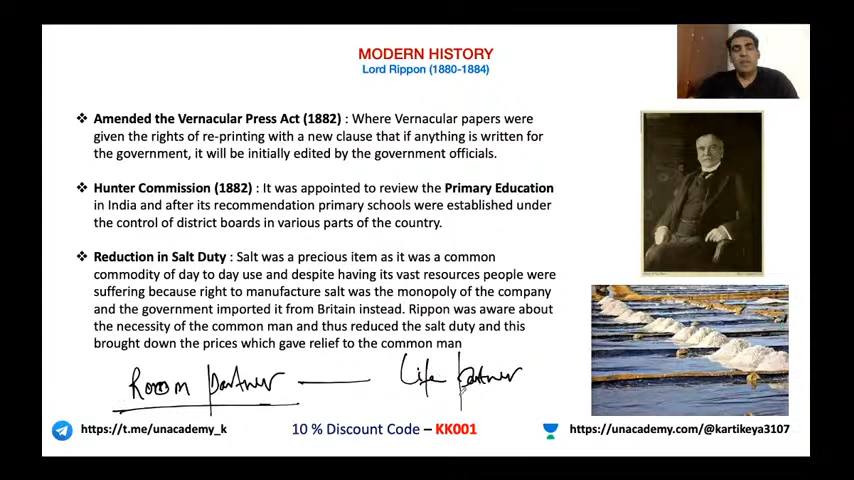 MODERN HISTORY
Lord Rippon (1880-1884)
❖ Amended the Vernacular Press Act (1882) : Where Vernacular papers were
given the rights of re-printing with a new clause that if anything is written for
the government, it will be initially edited by the government officials.
❖ Hunter Commission (1882) : It was appointed to review the Primary Education
in India and after its recommendation primary schools were established under
the control of district boards in various parts of the country.
❖ Reduction in Salt Duty : Salt was a precious item as it was a common
commodity of day to day use and despite having its vast resources people were
suffering because right to manufacture salt was the monopoly of the company
and the government imported it from Britain instead. Rippon was aware about
the necessity of the common man and thus reduced the salt duty and this
brought down the prices which gave relief to the common man
Room partner — Life partner
https://t.me/unacademy_k
10 % Discount Code – KK001
https://unacademy.com/@kartikeya3107